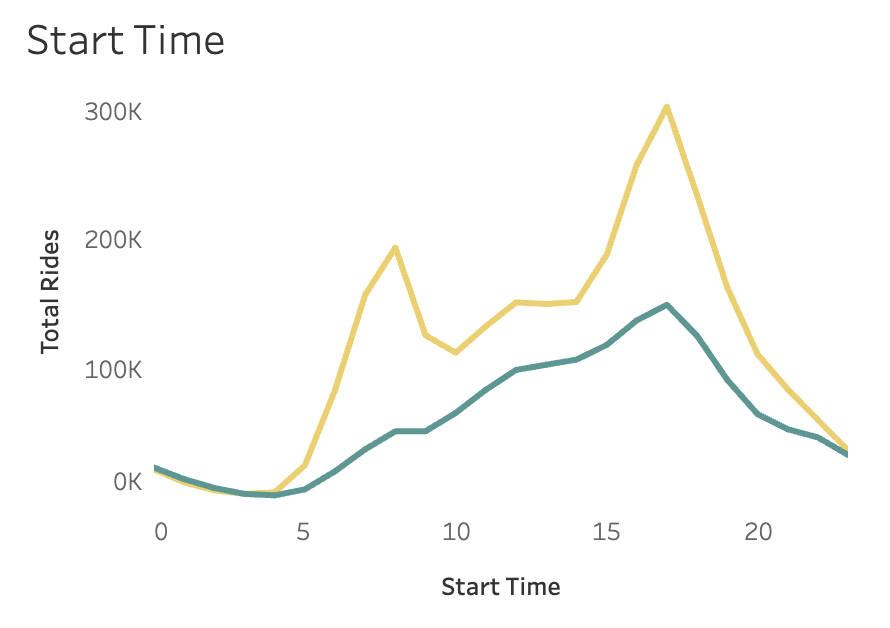 Start Time
300K
200K
100K
0K
Total Rides
0 5 10 15 20
Start Time